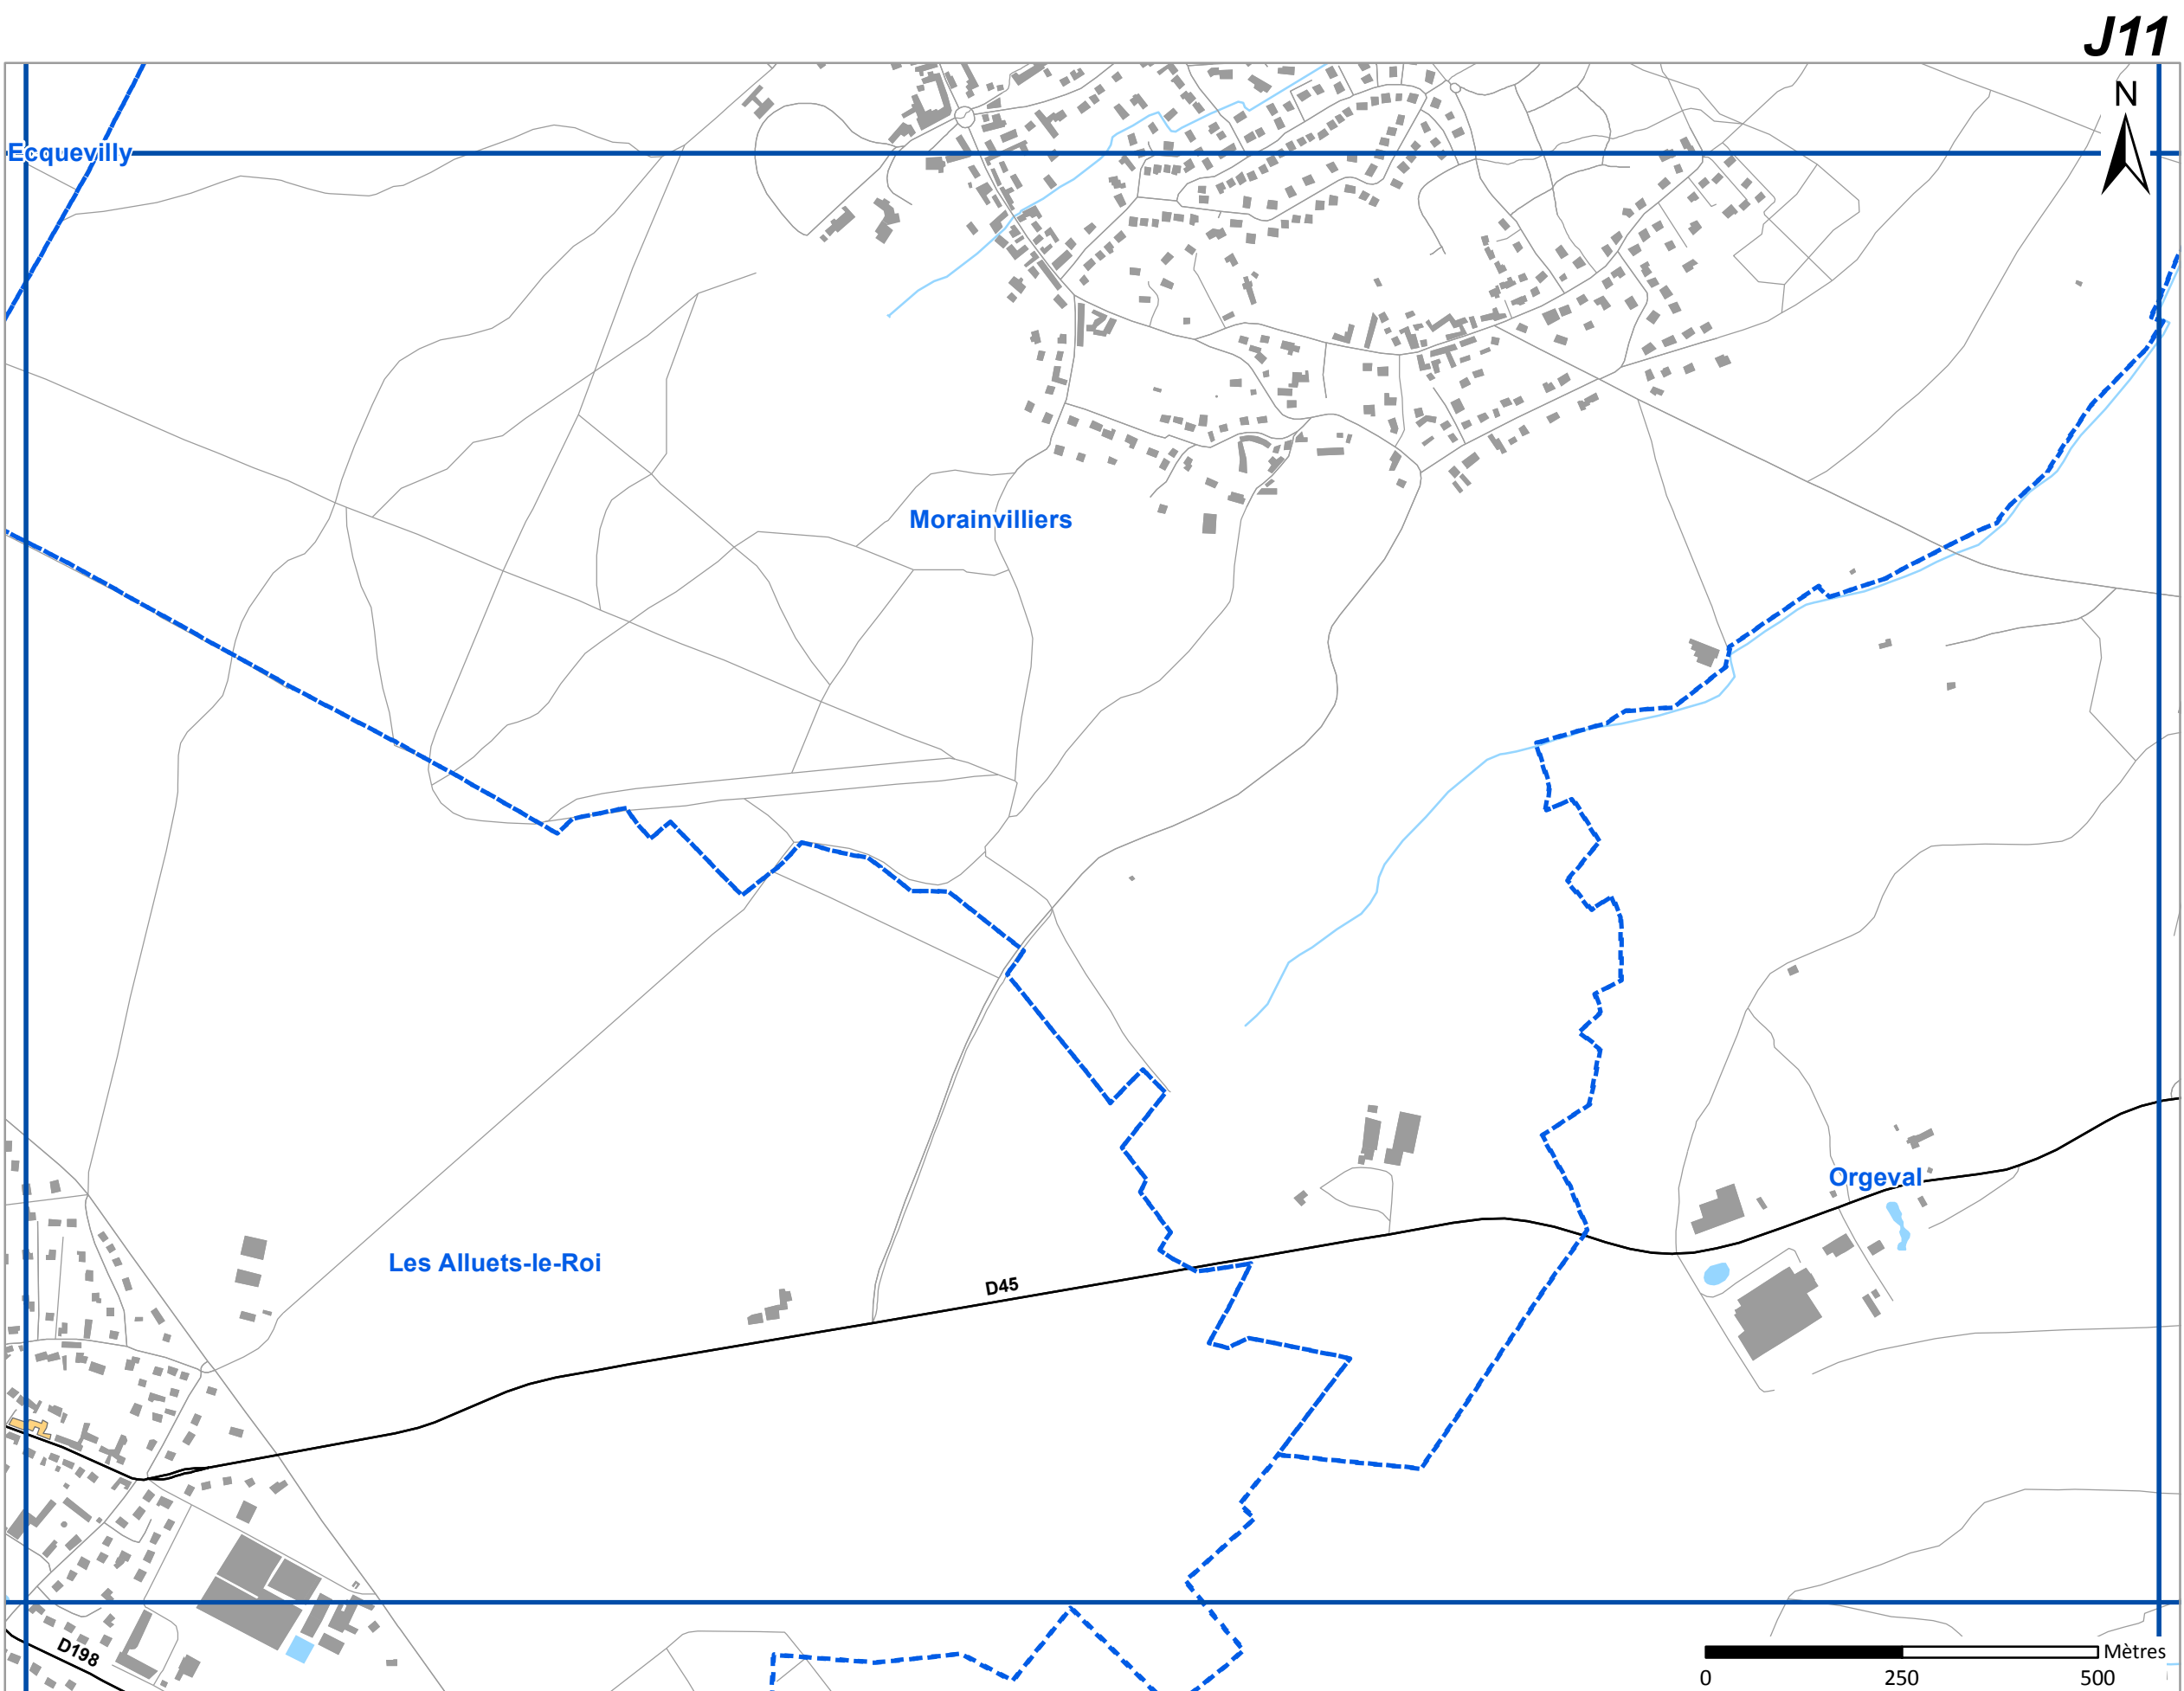 J11
N
Ecquevilly
Morainvilliers
Orgeval
Les Alluets-le-Roi
D45
D198
Mètres
0 250 500